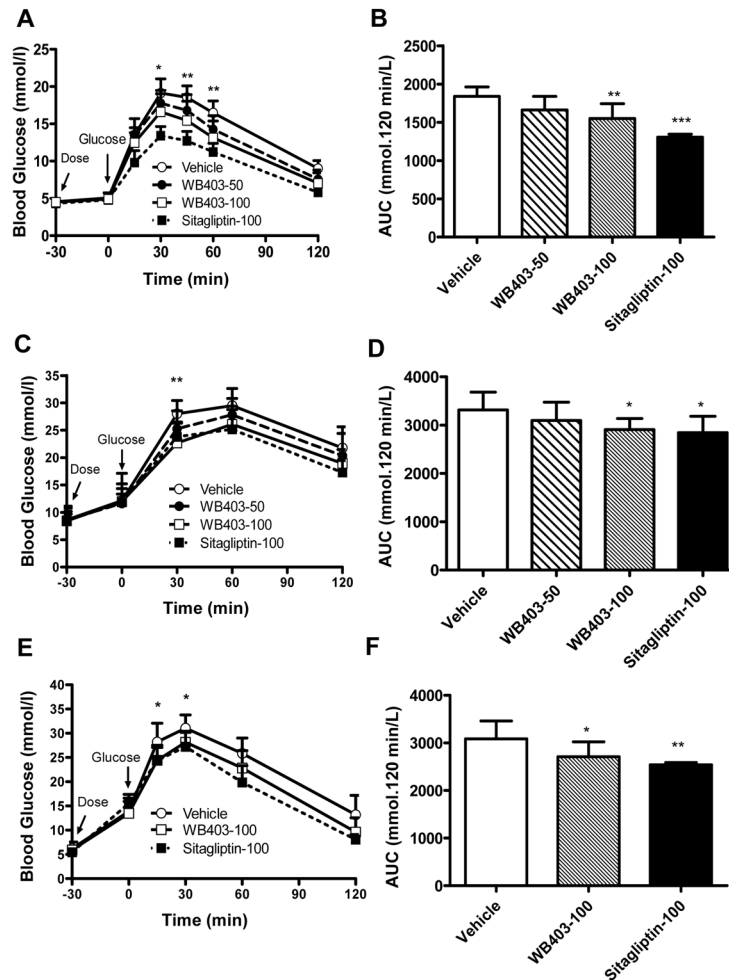 A
Blood Glucose (mmol/l)
25
20
15
10
5
0
-30
0
30
60
90
120
Time (min)
Dose
Glucose
*
**
**
Vehicle
WB403-50
WB403-100
Sitagliptin-100
B
AUC (mmol.120 min/L)
2500
2000
1500
1000
500
0
**
***
Vehicle
WB403-50
WB403-100
Sitagliptin-100
C
Blood Glucose (mmol/l)
35
30
25
20
15
10
5
0
-30
0
30
60
90
120
Time (min)
Dose
Glucose
**
Vehicle
WB403-50
WB403-100
Sitagliptin-100
D
AUC (mmol.120 min/L)
4000
3000
2000
1000
0
*
*
Vehicle
WB403-50
WB403-100
Sitagliptin-100
E
Blood Glucose (mmol/l)
40
35
30
25
20
15
10
5
0
-30
0
30
60
90
120
Time (min)
Dose
Glucose
*
*
Vehicle
WB403-100
Sitagliptin-100
F
AUC (mmol.120 min/L)
4000
3000
2000
1000
0
*
**
Vehicle
WB403-100
Sitagliptin-100